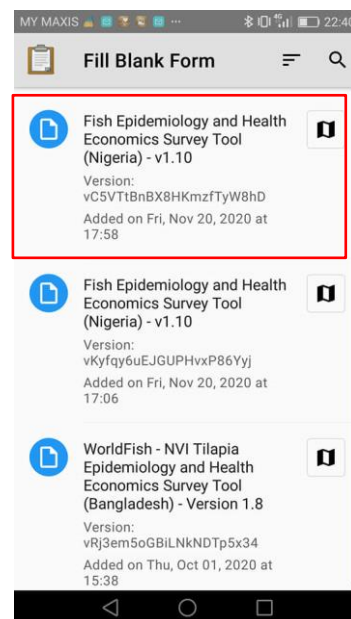 MY MAXIS
4G
22:40
Fill Blank Form
Fish Epidemiology and Health
Economics Survey Tool
(Nigeria) - v1.10
Version:
vC5VTtBnBX8HKmzfTyW8hD
Added on Fri, Nov 20, 2020 at
17:58
Fish Epidemiology and Health
Economics Survey Tool
(Nigeria) - v1.10
Version:
vKyfqy6uEJGUPHvxP86Yyj
Added on Fri, Nov 20, 2020 at
17:06
WorldFish - NVI Tilapia
Epidemiology and Health
Economics Survey Tool
(Bangladesh) - Version 1.8
Version:
vRj3em5oGBiLNkNDTp5x34
Added on Thu, Oct 01, 2020 at
15:38